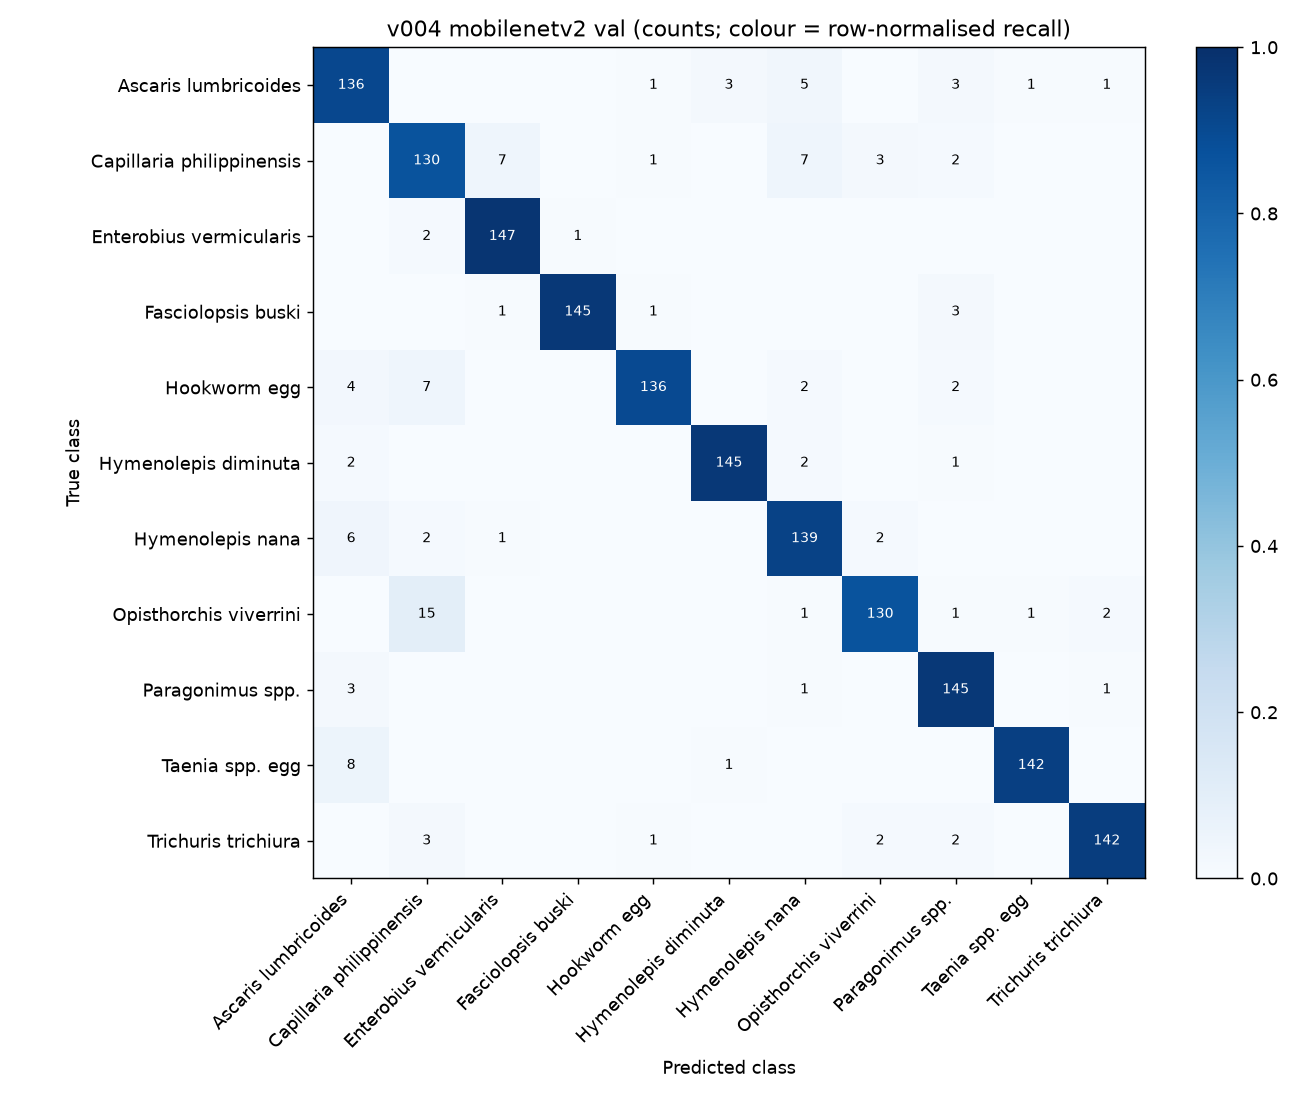 v004 mobilenetv2 val (counts; colour = row-normalised recall)
Ascaris lumbricoides 136 1 3 5 3 1 1
Capillaria philippinensis 130 7 1 7 3 2
Enterobius vermicularis 2 147 1
Fasciolopsis buski 1 145 1 3
Hookworm egg 4 7 136 2 2
Hymenolepis diminuta 2 145 2 1
Hymenolepis nana 6 2 1 139 2
Opisthorchis viverrini 15 1 130 1 1 2
Paragonimus spp. 3 1 145 1
Taenia spp. egg 8 1 142
Trichuris trichiura 3 1 2 2 142
True class
Ascaris lumbricoides
Capillaria philippinensis
Enterobius vermicularis
Fasciolopsis buski
Hookworm egg
Hymenolepis diminuta
Hymenolepis nana
Opisthorchis viverrini
Paragonimus spp.
Taenia spp. egg
Trichuris trichiura
Predicted class
1.0
0.8
0.6
0.4
0.2
0.0